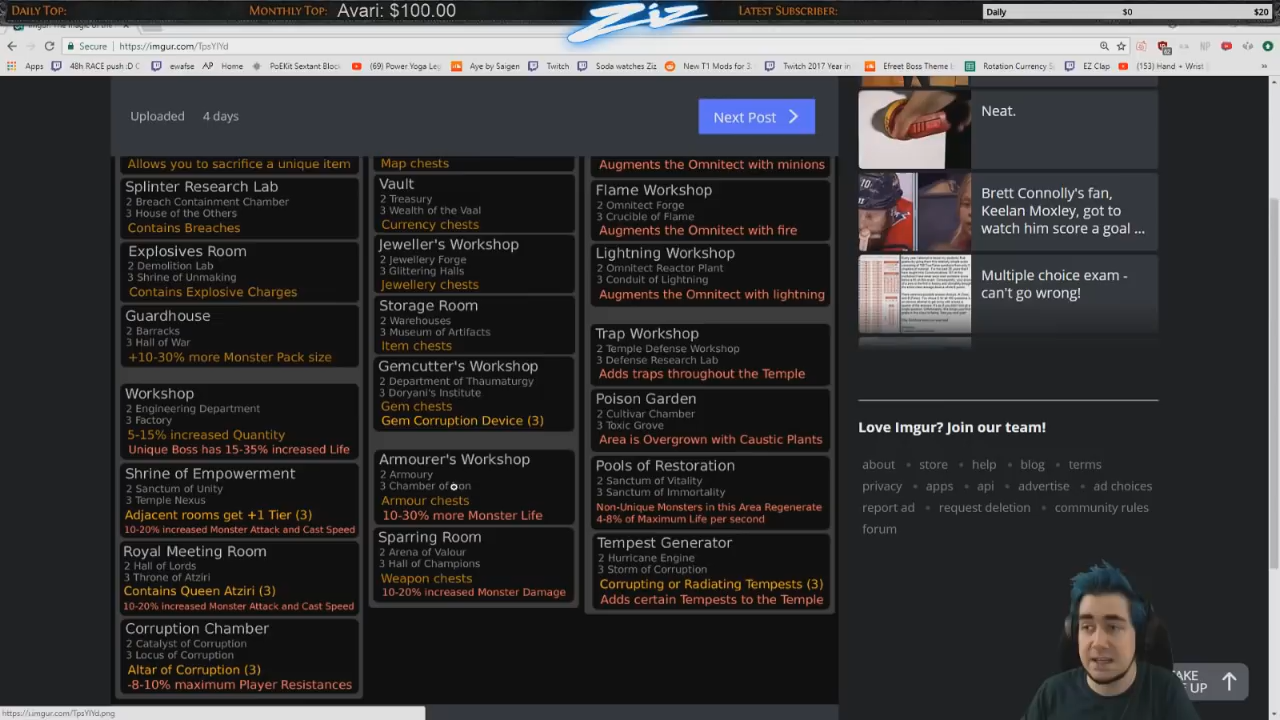 DAILY TOP:
MONTHLY TOP: Avari: $100.00
Ziz
LATEST SUBSCRIBER:
Daily $0 $20
Secure https://imgur.com/TpsYlYd
Apps
48h RACE push :D C
ewafse
AP
Home
PoEKit Sextant Block
(69) Power Yoga Leg
Aye by Saigen
Twitch
Soda watches Ziz
New T1 Mods for 3.
Twitch 2017 Year in
Efreet Boss Theme
Rotation Currency S
EZ Clap
(153) Hand + Wrist
Uploaded 4 days
Next Post
Allows you to sacrifice a unique item
Splinter Research Lab
2 Breach Containment Chamber
3 House of the Others
Contains Breaches
Explosives Room
2 Demolition Lab
3 Shrine of Unmaking
Contains Explosive Charges
Guardhouse
2 Barracks
3 Hall of War
+10-30% more Monster Pack size
Workshop
2 Engineering Department
3 Factory
5-15% increased Quantity
Unique Boss has 15-35% increased Life
Shrine of Empowerment
2 Sanctum of Unity
3 Temple Nexus
Adjacent rooms get +1 Tier (3)
10-20% increased Monster Attack and Cast Speed
Royal Meeting Room
2 Hall of Lords
3 Throne of Atziri
Contains Queen Atziri (3)
10-20% increased Monster Attack and Cast Speed
Corruption Chamber
2 Catalyst of Corruption
3 Locus of Corruption
Altar of Corruption (3)
-8-10% maximum Player Resistances
Map chests
Vault
2 Treasury
3 Wealth of the Vaal
Currency chests
Jeweller's Workshop
2 Jewellery Forge
3 Glittering Halls
Jewellery chests
Storage Room
2 Warehouses
3 Museum of Artifacts
Item chests
Gemcutter's Workshop
2 Department of Thaumaturgy
3 Doryani's Institute
Gem chests
Gem Corruption Device (3)
Armourer's Workshop
2 Armoury
3 Chamber of
Armour chests
10-30% more Monster Life
Sparring Room
2 Arena of Valour
3 Hall of Champions
Weapon chests
10-20% increased Monster Damage
Augments the Omnitect with minions
Flame Workshop
2 Omnitect Forge
3 Crucible of Flame
Augments the Omnitect with fire
Lightning Workshop
2 Omnitect Reactor Plant
3 Conduit of Lightning
Augments the Omnitect with lightning
Trap Workshop
2 Temple Defense Workshop
3 Defense Research Lab
Adds traps throughout the Temple
Poison Garden
2 Cultivar Chamber
3 Toxic Grove
Area is Overgrown with Caustic Plants
Pools of Restoration
2 Sanctum of Vitality
3 Sanctum of Immortality
Non-Unique Monsters in this Area Regenerate
4-8% of Maximum Life per second
Tempest Generator
2 Hurricane Engine
3 Storm of Corruption
Corrupting or Radiating Tempests (3)
Adds certain Tempests to the Temple
Neat.
Brett Connolly's fan,
Keelan Moxley, got to
watch him score a goal ...
Multiple choice exam -
can't go wrong!
Love Imgur? Join our team!
about • store • help • blog • terms
privacy • apps • api • advertise • ad choices
report ad • request deletion • community rules
forum
UP
https://imgur.com/TpsYlYd.png